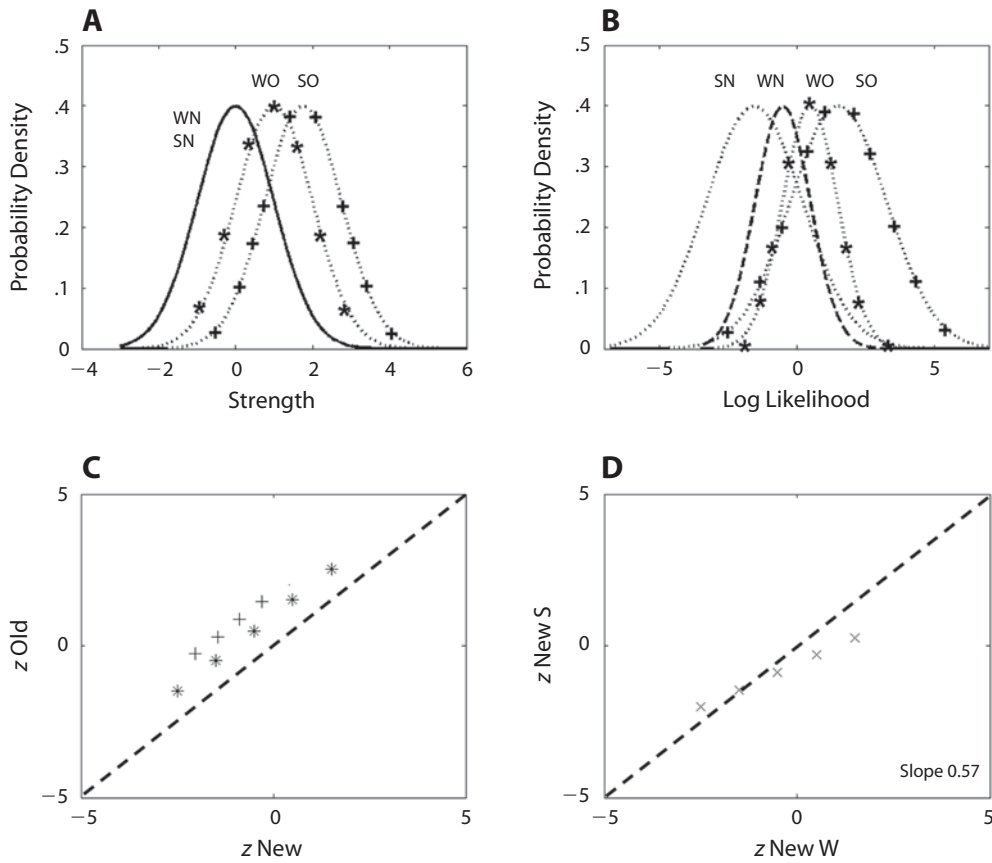 A
.5
.4
.3
.2
.1
0
Probability Density
WN
SN
WO
SO
−4
−2
0
2
4
6
Strength
B
.5
.4
.3
.2
.1
0
Probability Density
SN
WN
WO
SO
−5
0
5
Log Likelihood
C
5
0
−5
z Old
0
5
z New
D
5
0
−5
z New S
Slope 0.57
−5
0
5
z New W